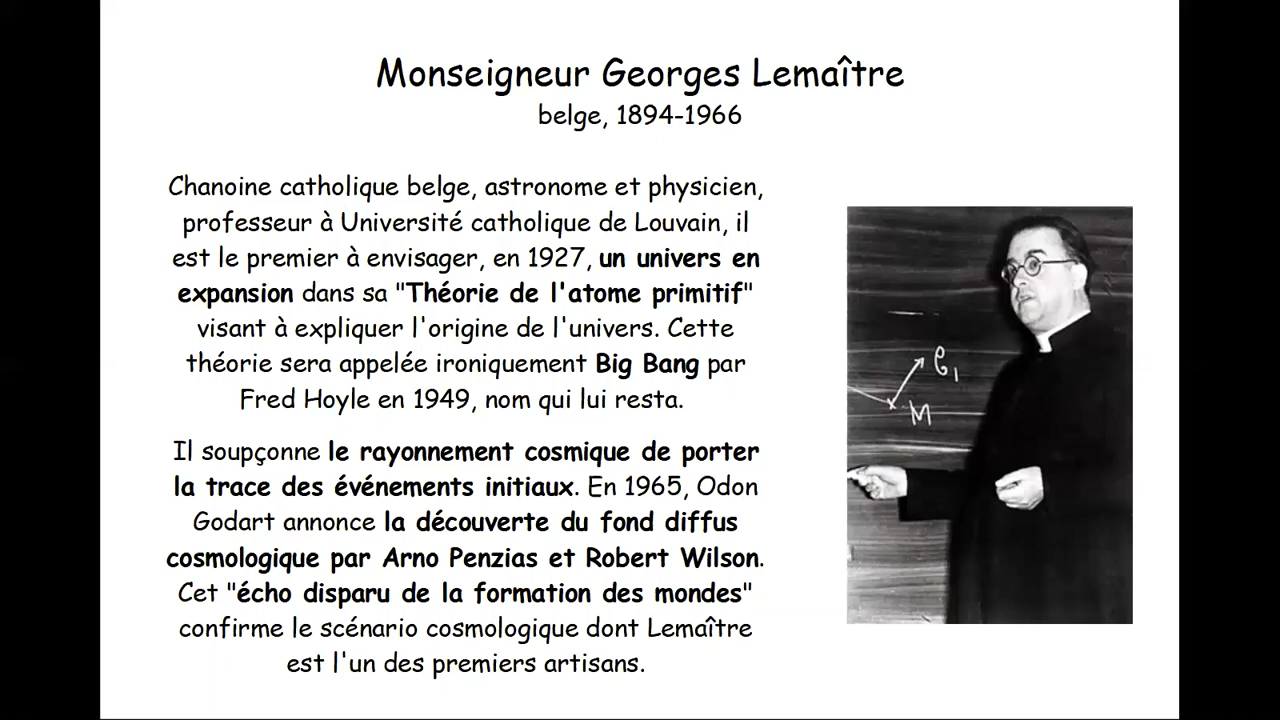 Monseigneur Georges Lemaître
belge, 1894-1966
Chanoine catholique belge, astronome et physicien,
professeur à Université catholique de Louvain, il
est le premier à envisager, en 1927, un univers en
expansion dans sa "Théorie de l'atome primitif"
visant à expliquer l'origine de l'univers. Cette
théorie sera appelée ironiquement Big Bang par
Fred Hoyle en 1949, nom qui lui resta.
Il soupçonne le rayonnement cosmique de porter
la trace des événements initiaux. En 1965, Odon
Godart annonce la découverte du fond diffus
cosmologique par Arno Penzias et Robert Wilson.
Cet "écho disparu de la formation des mondes"
confirme le scénario cosmologique dont Lemaître
est l'un des premiers artisans.
e1
M